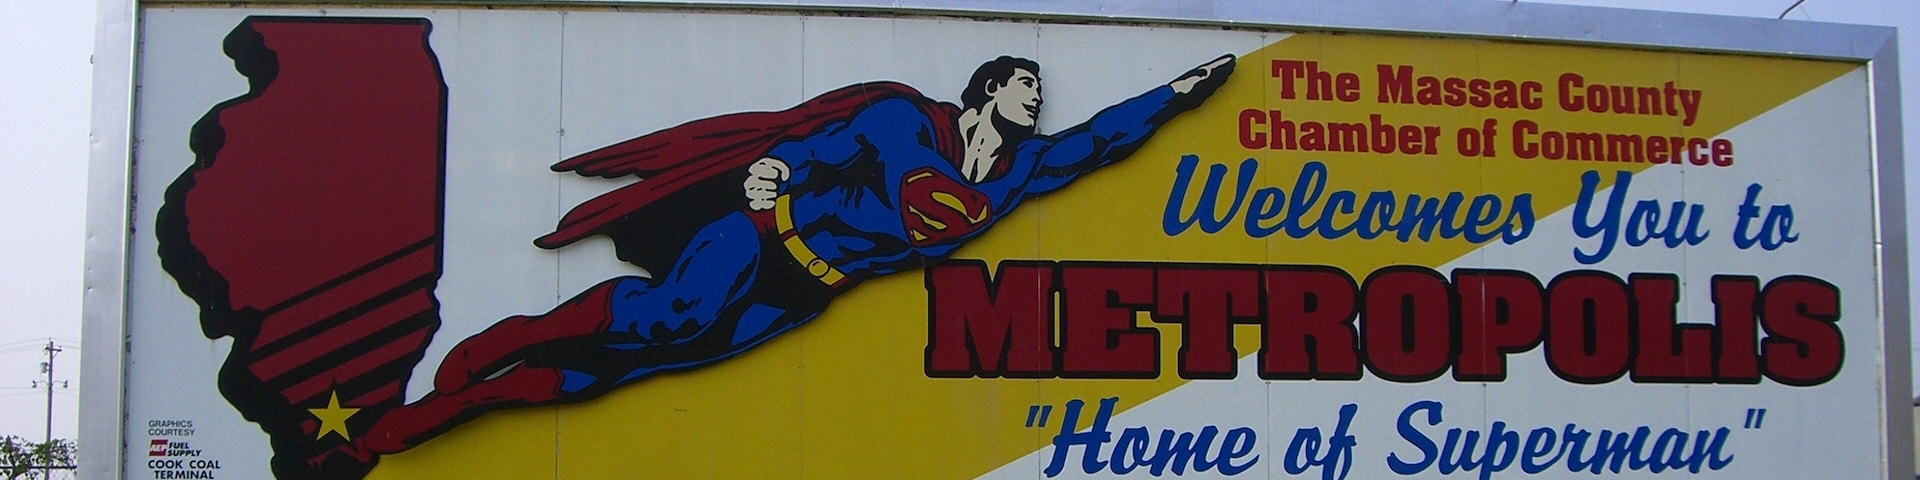 The Massac County
Chamber of Commerce
Welcomes You to
METROPOLIS
"Home of Superman"
GRAPHICS
COURTESY
FUEL
SUPPLY
COOK COAL
TERMINAL